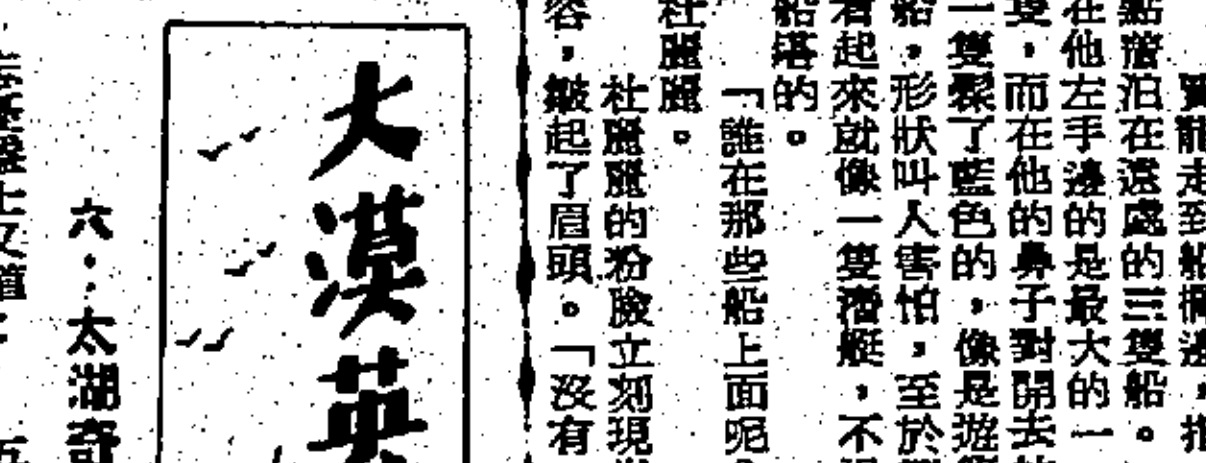 走到船欄邊，
點灣泊在遠處的三隻船。
在他左手邊的是最大的一
隻，而在他的鼻子對開去
一隻髹了藍色的，像是遊
船，形狀叫人害怕，至於
看起來就像一隻潛艇，不
船塔的。
「誰在那些船上面呢
杜麗麗。
杜麗麗的粉臉立刻現
容，皺起了眉頭。「沒有
大漠英
六・太湖奇